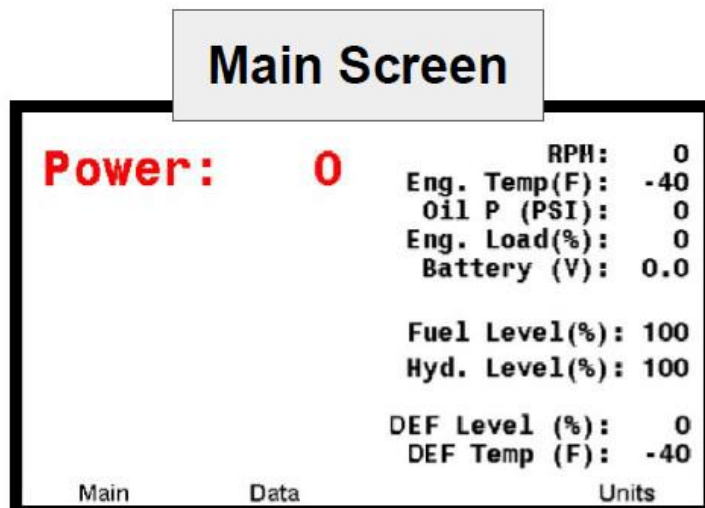 Main Screen
Power: 0
RPM: 0
Eng. Temp(F): -40
Oil P (PSI): 0
Eng. Load(%): 0
Battery (V): 0.0
Fuel Level(%): 100
Hyd. Level(%): 100
DEF Level (%): 0
DEF Temp (F): -40
Main Data Units